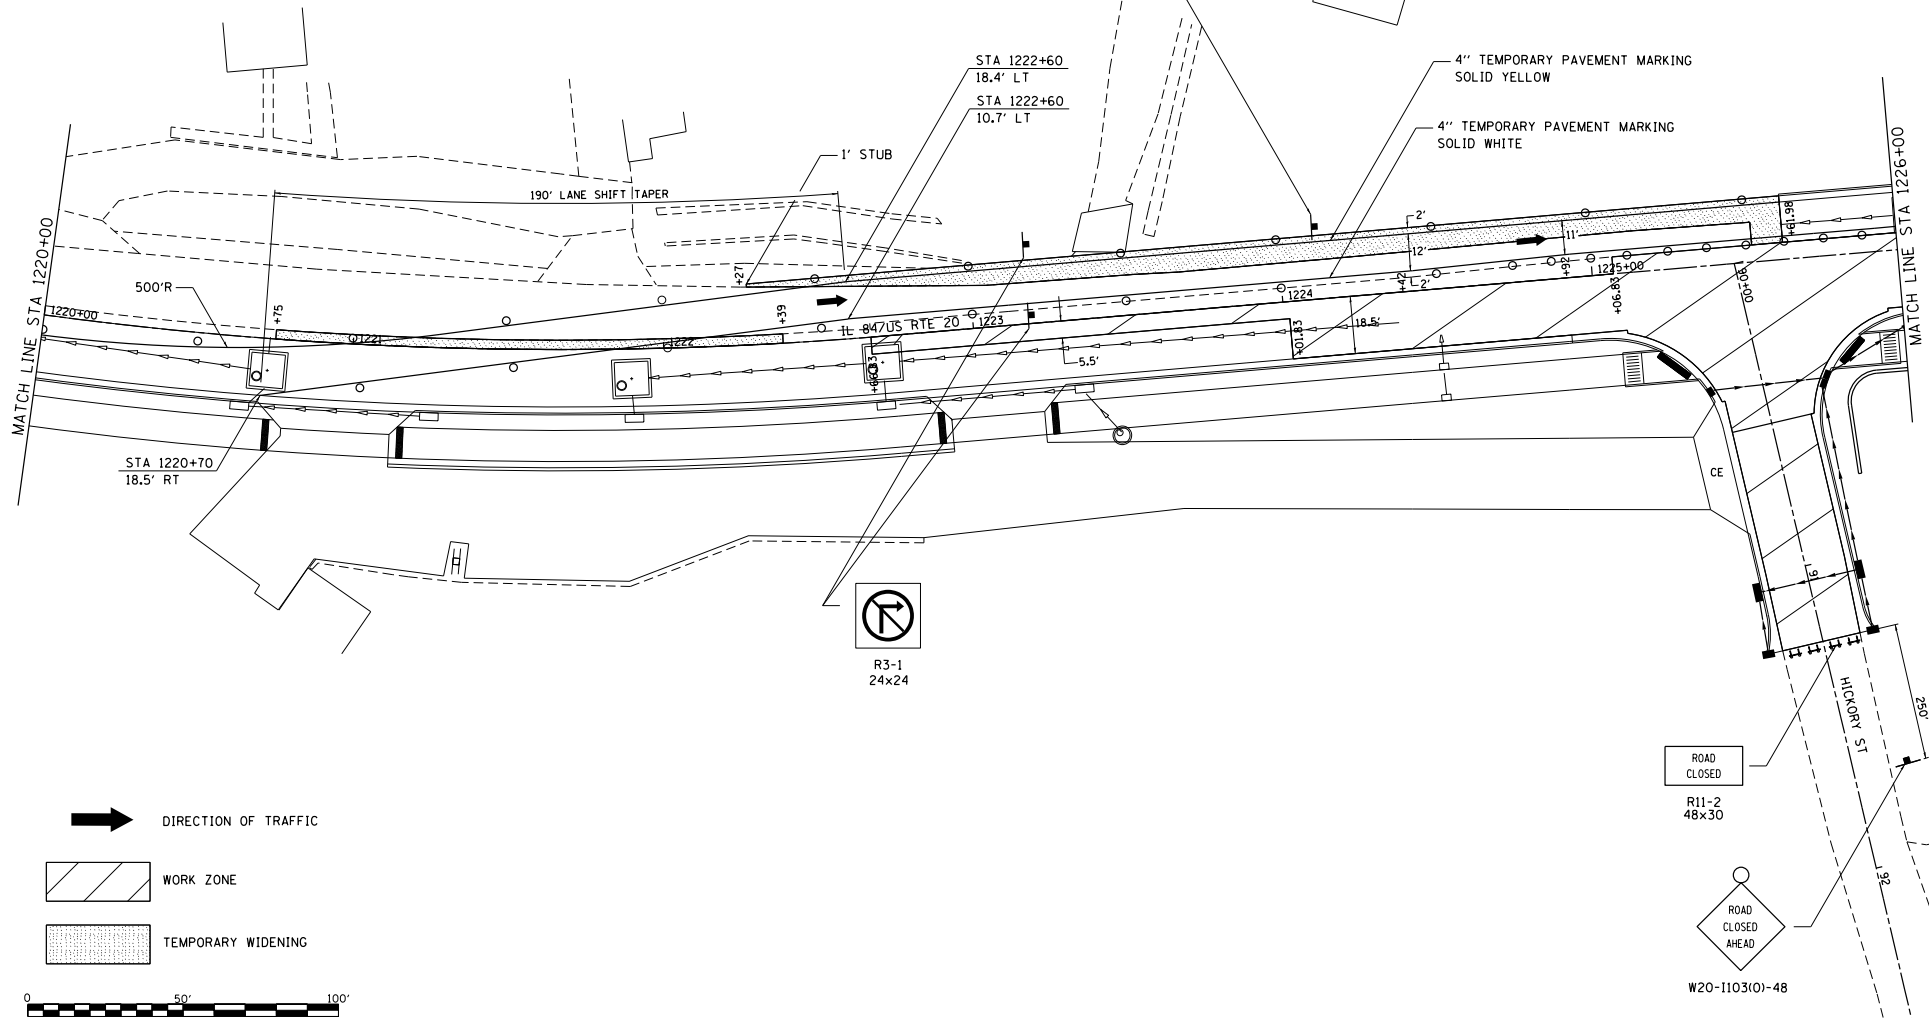 STA 1222+60
18.4' LT
STA 1222+60
10.7' LT
4'' TEMPORARY PAVEMENT MARKING
SOLID YELLOW
4'' TEMPORARY PAVEMENT MARKING
SOLID WHITE
1' STUB
190' LANE SHIFT TAPER
MATCH LINE STA 1220+00
MATCH LINE STA 1226+00
500'R
1220+00
+75
1221
1222
+27
+39
IL 84/US RTE 20
1223
1224
1225+00
+66.83
+01.83
5.5'
18.5'
2'
12'
+42
2'
11'
+92
+06.83
+61.98
90+00
STA 1220+70
18.5' RT
CE
16'
R3-1
24x24
HICKORY ST
250'
92
ROAD
CLOSED
R11-2
48x30
ROAD
CLOSED
AHEAD
W20-I103(O)-48
DIRECTION OF TRAFFIC
WORK ZONE
TEMPORARY WIDENING
0
50'
100'